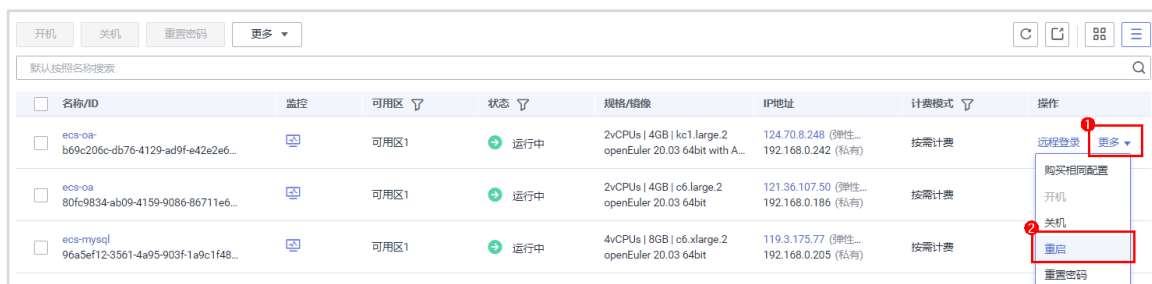 开机 关机 重置密码 更多
默认按照名称搜索
名称/ID 监控 可用区 状态 规格/镜像 IP地址 计费模式 操作
ecs-oa- 可用区1 运行中 2vCPUs | 4GB | kc1.large.2 124.70.8.248 (弹性... 按需计费 远程登录 更多 1
b69c206c-db76-4129-ad9f-e42e2e6... openEuler 20.03 64bit with A... 192.168.0.242 (私有)
购买相同配置
ecs-oa 可用区1 运行中 2vCPUs | 4GB | c6.large.2 121.36.107.50 (弹性... 按需计费 开机
80fc9834-ab09-4159-9086-86711e6... openEuler 20.03 64bit 192.168.0.186 (私有)
关机
2
ecs-mysql 可用区1 运行中 4vCPUs | 8GB | c6.xlarge.2 119.3.175.77 (弹性... 按需计费 重启
96a5ef12-3561-4a95-903f-1a9c1f48... openEuler 20.03 64bit 192.168.0.205 (私有)
重置密码